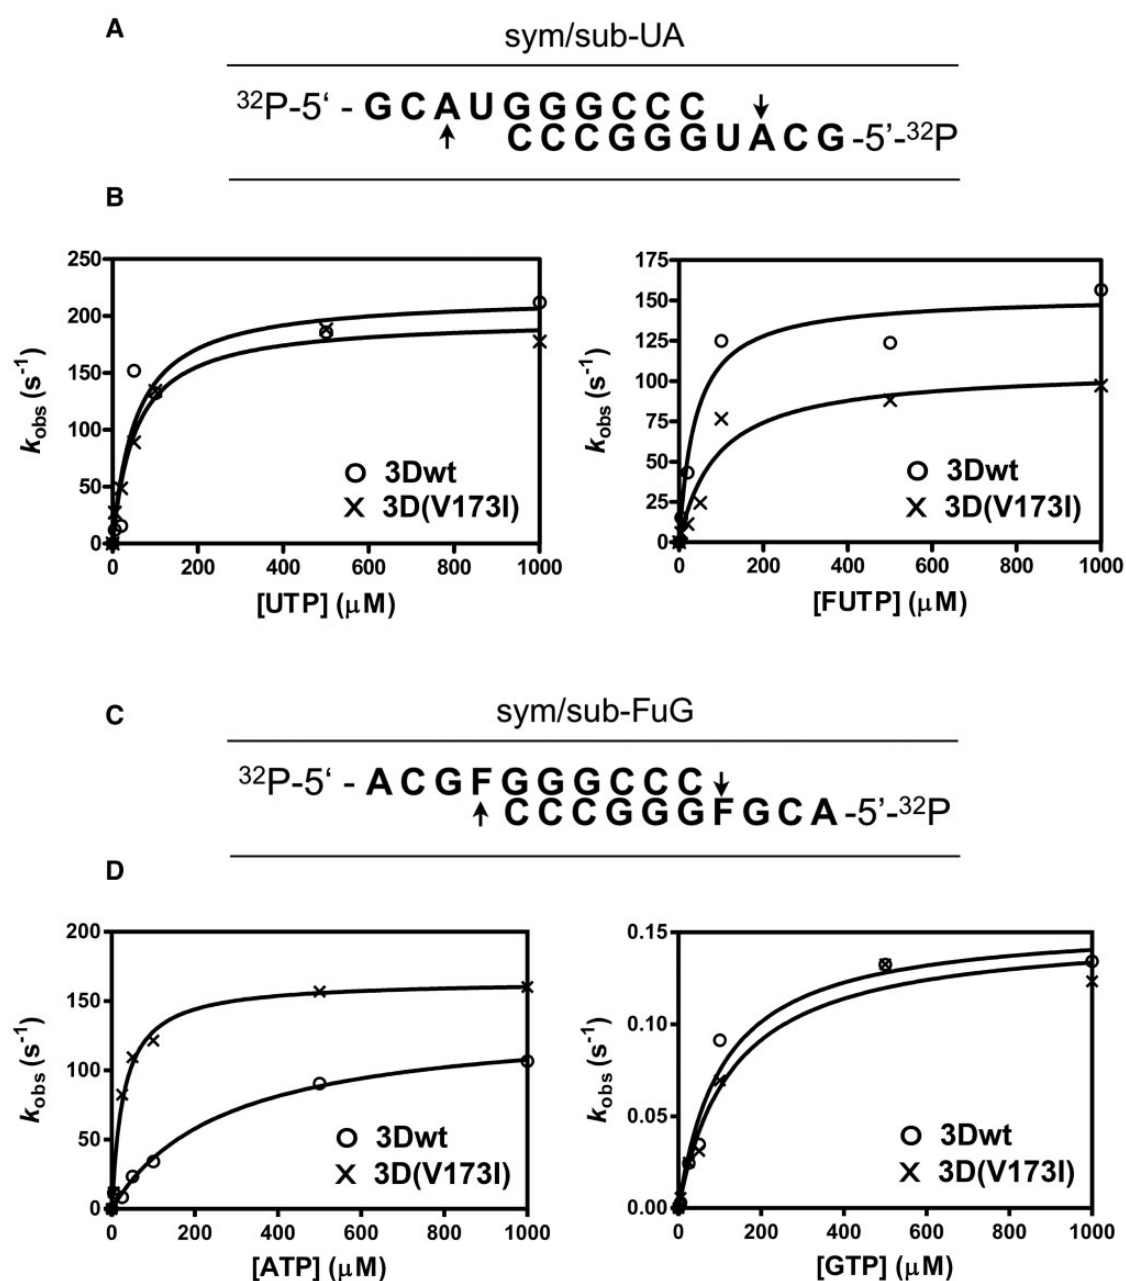 A
sym/sub-UA
32P-5‘ - G C A U G G G C C C
C C C G G G U A C G -5’-32P
B
250
200
150
100
50
0
kobs (s-1)
3Dwt
3D(V173I)
0 200 400 600 800 1000
[UTP] (μM)
175
150
125
100
75
50
25
0
kobs (s-1)
3Dwt
3D(V173I)
0 200 400 600 800 1000
[FUTP] (μM)
C
sym/sub-FuG
32P-5‘ - A C G F G G G C C C
C C C G G G F G C A -5’-32P
D
200
150
100
50
0
kobs (s-1)
3Dwt
3D(V173I)
0 200 400 600 800 1000
[ATP] (μM)
0.15
0.10
0.05
0.00
kobs (s-1)
3Dwt
3D(V173I)
0 200 400 600 800 1000
[GTP] (μM)